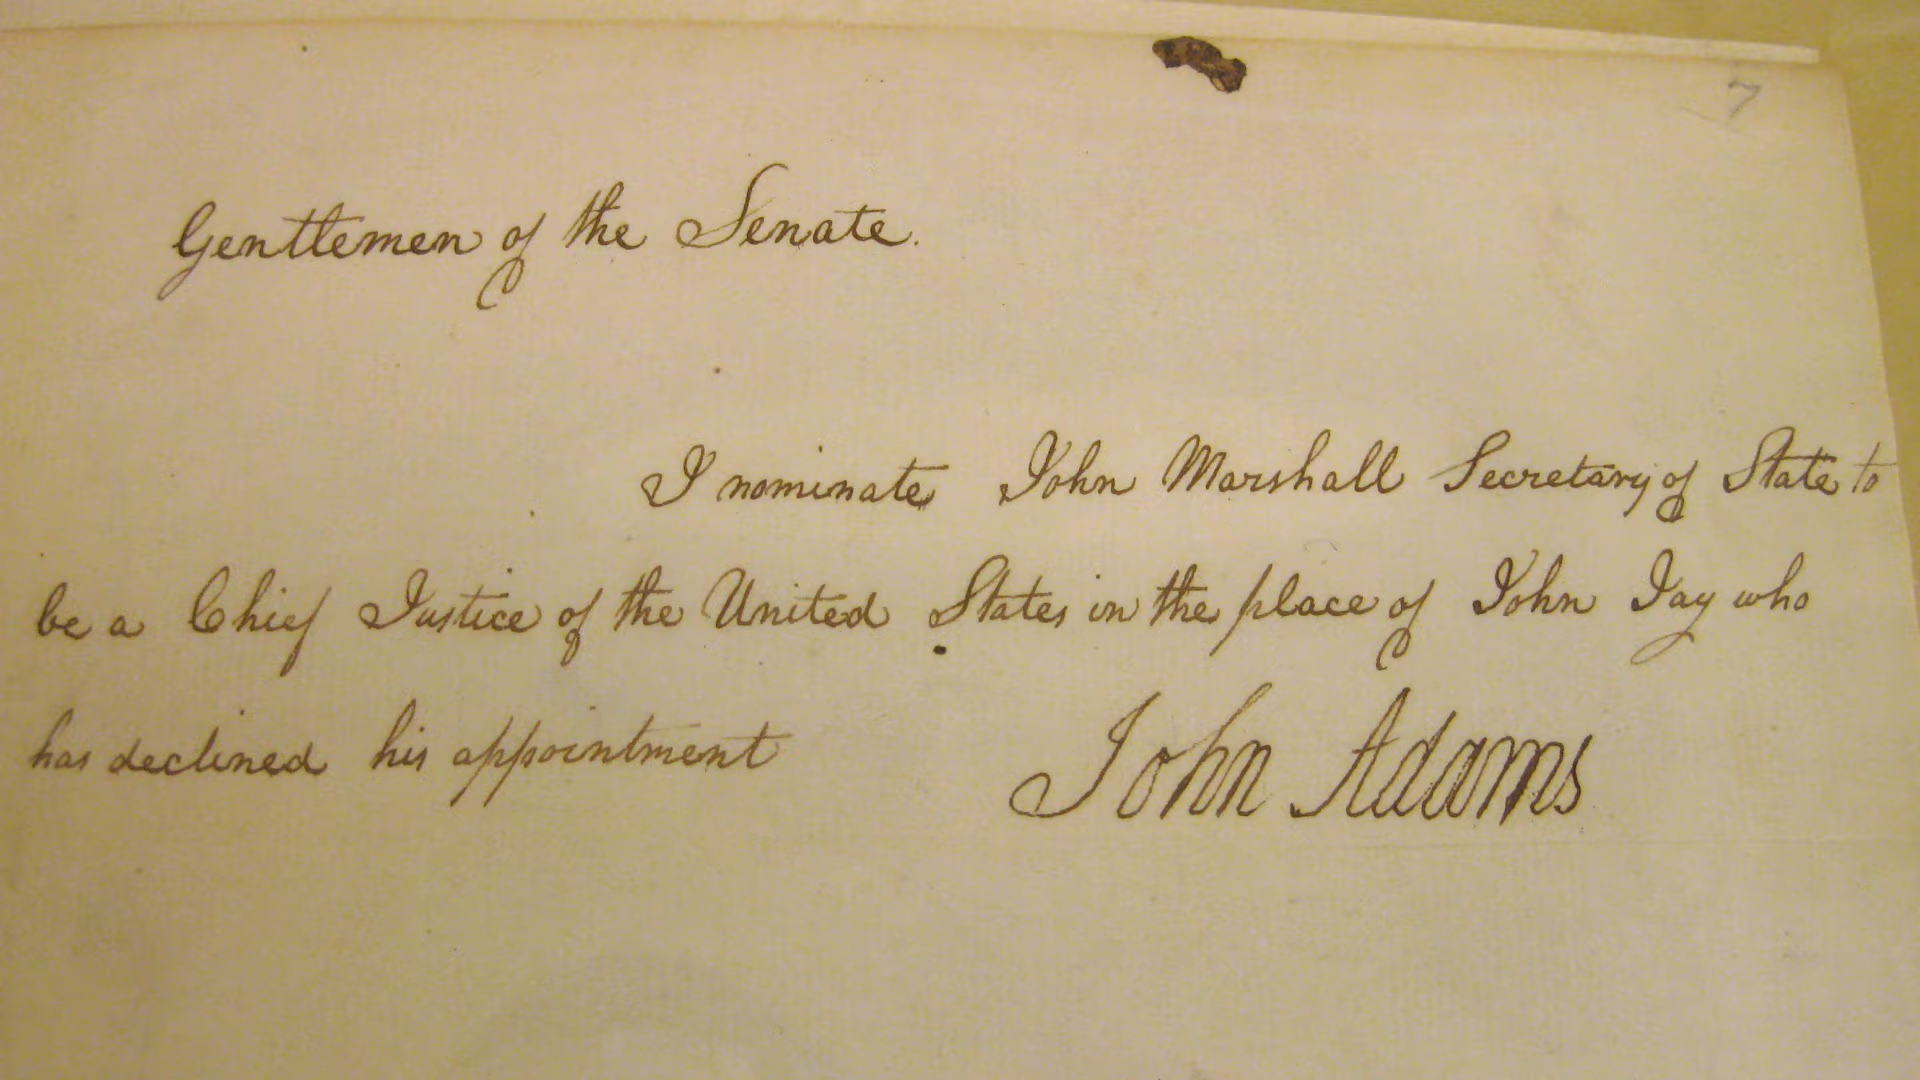 7
Gentlemen of the Senate.
I nominate John Marshall Secretary of State to
be a Chief Justice of the United States in the place of John Jay who
has declined his appointment
John Adams